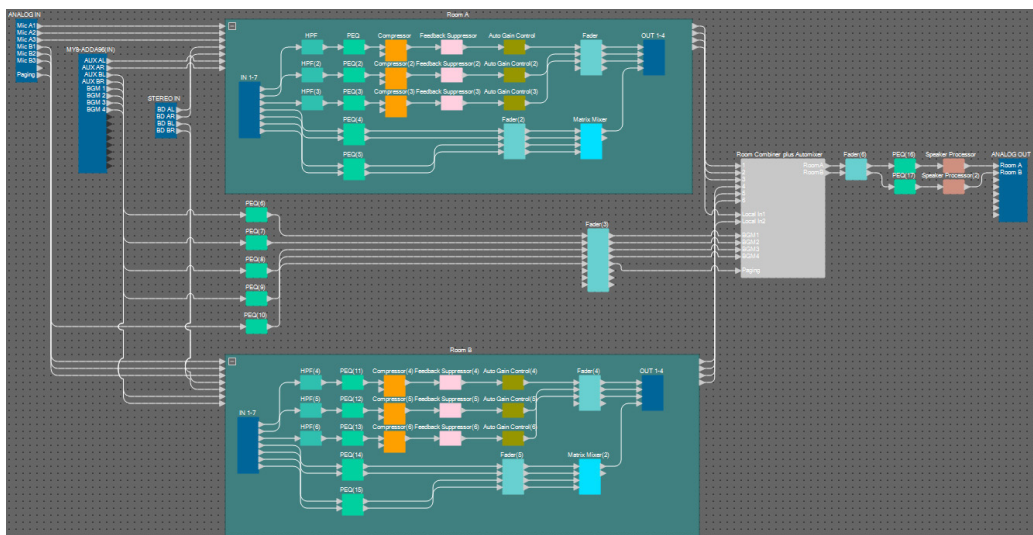 ANALOG IN
Mic A1
Mic A2
Mic A3
Mic B1
Mic B2
Mic B3
Paging
MY8-ADDA96(IN)
AUX AL
AUX AR
AUX BL
AUX BR
BGM 1
BGM 2
BGM 3
BGM 4
STEREO IN
BD AL
BD AR
BD BL
BD BR
Room A
IN 1-7
HPF
PEQ
Compressor
Feedback Suppressor
Auto Gain Control
Fader
OUT 1-4
HPF(2)
PEQ(2)
Compressor(2)
Feedback Suppressor(2)
Auto Gain Control(2)
HPF(3)
PEQ(3)
Compressor(3)
Feedback Suppressor(3)
Auto Gain Control(3)
PEQ(4)
Fader(2)
Matrix Mixer
PEQ(5)
PEQ(6)
PEQ(7)
PEQ(8)
PEQ(9)
PEQ(10)
Fader(3)
Room Combiner plus Automixer
1
2
3
4
5
6
Local In1
Local In2
BGM1
BGM2
BGM3
BGM4
Paging
RoomA
RoomB
Fader(6)
PEQ(16)
Speaker Processor
PEQ(17)
Speaker Processor(2)
ANALOG OUT
Room A
Room B
Room B
IN 1-7
HPF(4)
PEQ(11)
Compressor(4)
Feedback Suppressor(4)
Auto Gain Control(4)
Fader(4)
OUT 1-4
HPF(5)
PEQ(12)
Compressor(5)
Feedback Suppressor(5)
Auto Gain Control(5)
HPF(6)
PEQ(13)
Compressor(6)
Feedback Suppressor(6)
Auto Gain Control(6)
PEQ(14)
Fader(5)
Matrix Mixer(2)
PEQ(15)